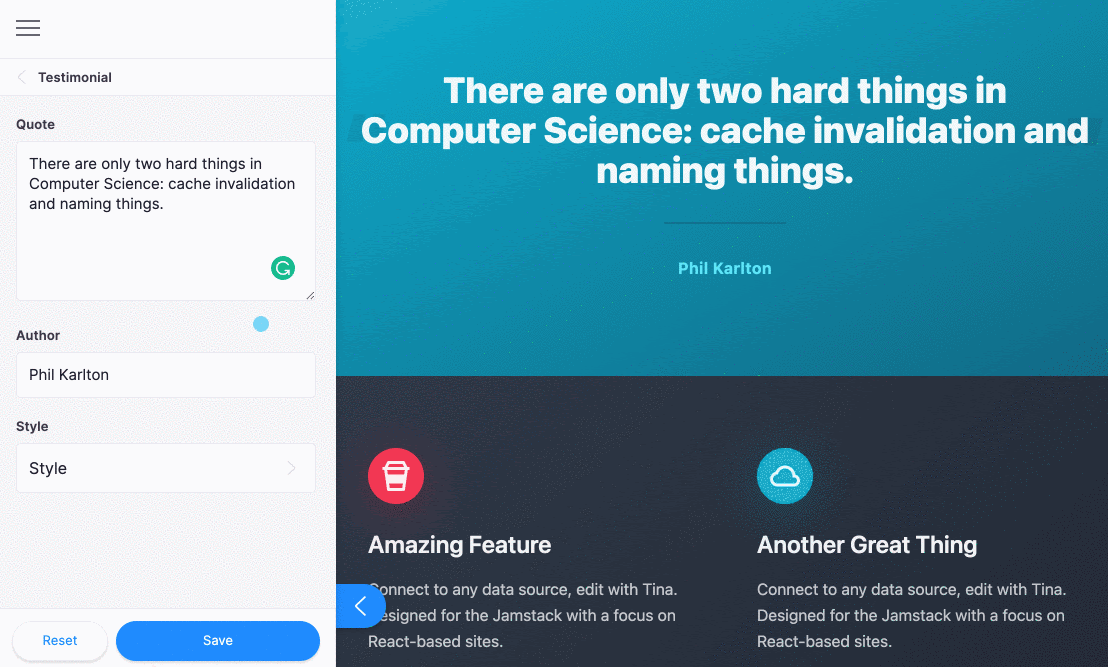 Testimonial
Quote
There are only two hard things in
Computer Science: cache invalidation
and naming things.
Author
Phil Karlton
Style
Style
Reset
Save
There are only two hard things in
Computer Science: cache invalidation and
naming things.
Phil Karlton
Amazing Feature
Connect to any data source, edit with Tina.
Designed for the Jamstack with a focus on
React-based sites.
Another Great Thing
Connect to any data source, edit with Tina.
Designed for the Jamstack with a focus on
React-based sites.